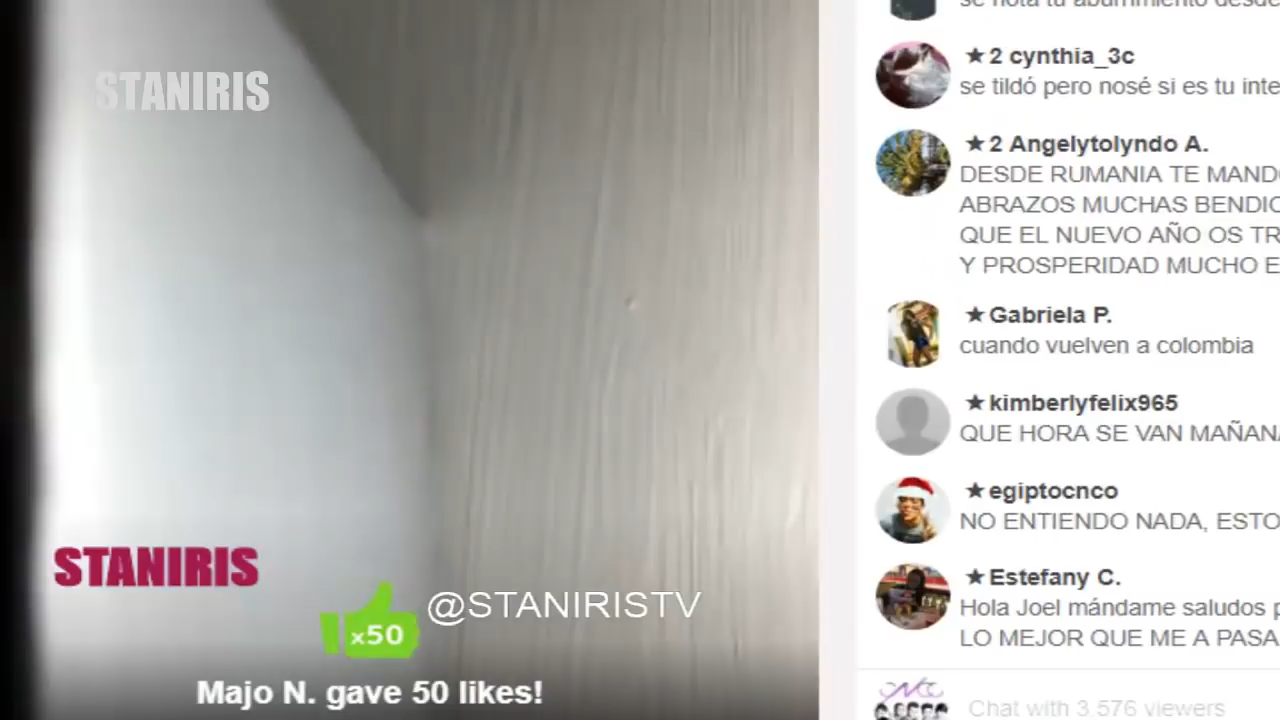 STANIRIS
STANIRIS
@STANIRISTV
x50
Majo N. gave 50 likes!
★2 cynthia_3c
se tildó pero nosé si es tu inte
★2 Angelytolyndo A.
DESDE RUMANIA TE MAND
ABRAZOS MUCHAS BENDIC
QUE EL NUEVO AÑO OS TR
Y PROSPERIDAD MUCHO E
★Gabriela P.
cuando vuelven a colombia
★kimberlyfelix965
QUE HORA SE VAN MAÑANA
★egiptocnco
NO ENTIENDO NADA, ESTO
★Estefany C.
Hola Joel mándame saludos p
LO MEJOR QUE ME A PASA
Chat with 3,576 viewers